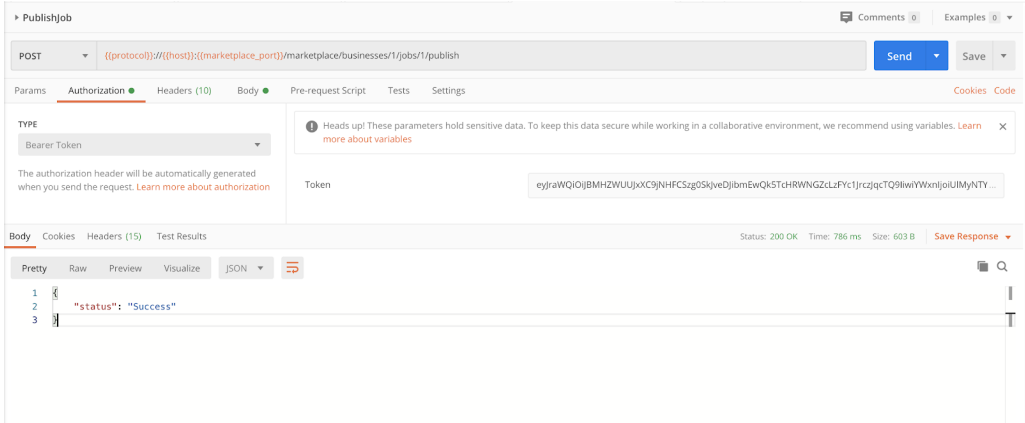 PublishJob
Comments 0 Examples 0
POST {{protocol}}://{{host}}:{{marketplace_port}}/marketplace/businesses/1/jobs/1/publish Send Save
Params Authorization Headers (10) Body Pre-request Script Tests Settings Cookies Code
TYPE
Bearer Token
The authorization header will be automatically generated
when you send the request. Learn more about authorization
Heads up! These parameters hold sensitive data. To keep this data secure while working in a collaborative environment, we recommend using variables. Learn
more about variables
Token
Body Cookies Headers (15) Test Results Status: 200 OK Time: 786 ms Size: 603 B Save Response
Pretty Raw Preview Visualize JSON
1 {
2 "status": "Success"
3 }